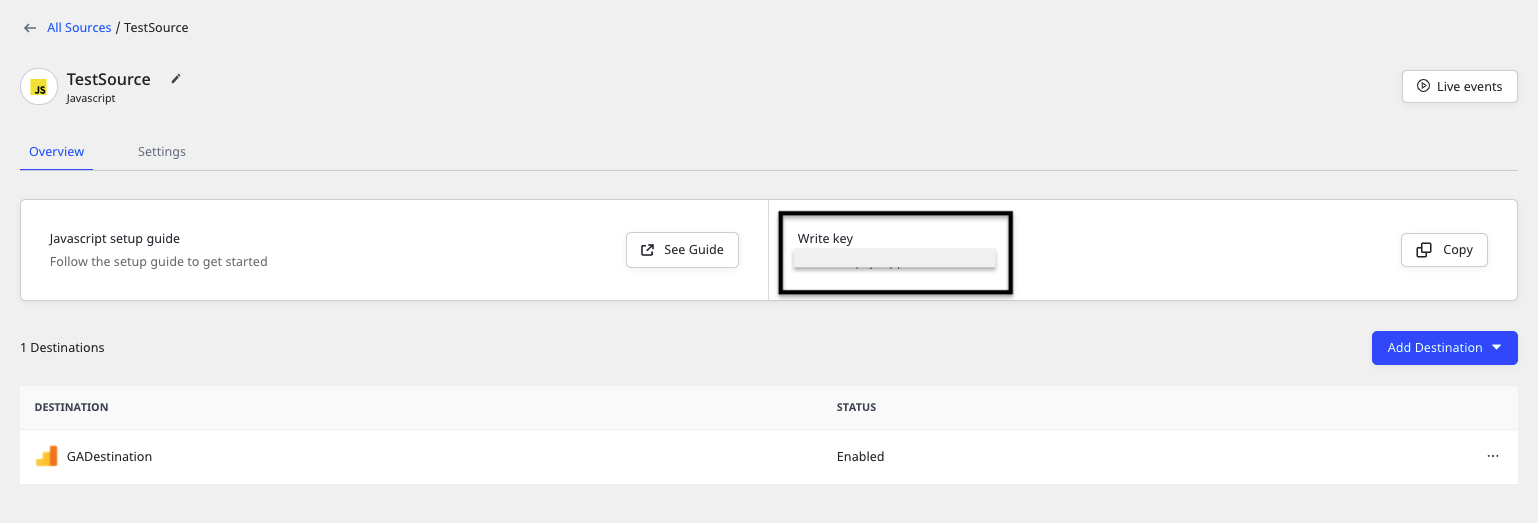 ← All Sources / TestSource
JS
TestSource
Javascript
Live events
Overview Settings
Javascript setup guide
Follow the setup guide to get started
See Guide
Write key
Copy
1 Destinations
Add Destination
DESTINATION STATUS
GADestination Enabled ...